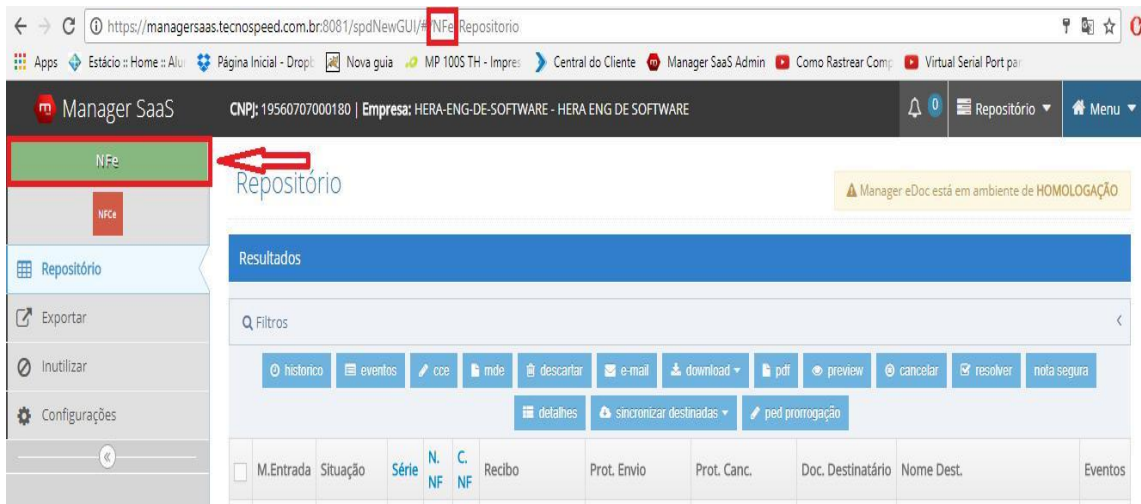 https://managersaas.tecnospeed.com.br:8081/spdNewGUI/#/NFe/Repositorio
Apps Estácio :: Home :: Alu Página Inicial - Dropb Nova guia MP 100S TH - Impres Central do Cliente Manager SaaS Admin Como Rastrear Comp Virtual Serial Port par
Manager SaaS CNPJ: 19560707000180 | Empresa: HERA-ENG-DE-SOFTWARE - HERA ENG DE SOFTWARE 0 Repositório Menu
NFe
Repositório
Manager eDoc está em ambiente de HOMOLOGAÇÃO
NFCe
Repositório
Exportar
Inutilizar
Configurações
Resultados
Filtros
historico eventos cce mde descartar e-mail download pdf preview cancelar resolver nota segura
detalhes sincronizar destinadas ped prorrogação
M.Entrada Situação Série N. NF C. NF Recibo Prot. Envio Prot. Canc. Doc. Destinatário Nome Dest. Eventos